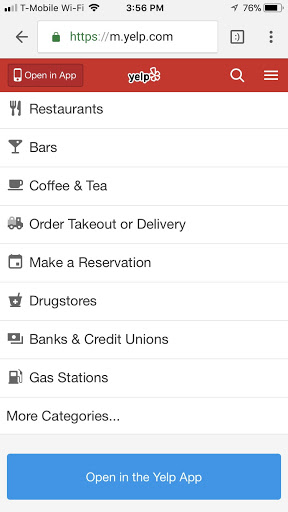 T-Mobile Wi-Fi 3:56 PM 76%
https://m.yelp.com :)
Open in App yelp
Restaurants
Bars
Coffee & Tea
Order Takeout or Delivery
Make a Reservation
Drugstores
Banks & Credit Unions
Gas Stations
More Categories...
Open in the Yelp App